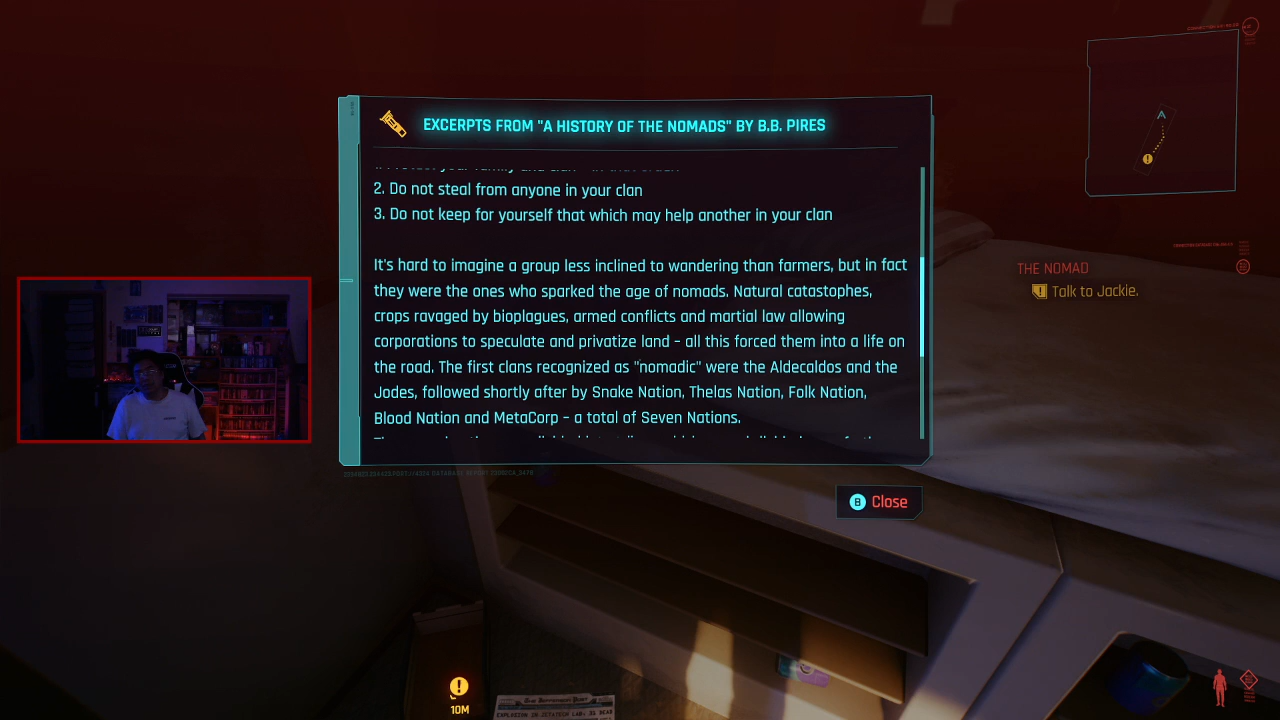 EXCERPTS FROM "A HISTORY OF THE NOMADS" BY B.B. PIRES
2. Do not steal from anyone in your clan
3. Do not keep for yourself that which may help another in your clan
It's hard to imagine a group less inclined to wandering than farmers, but in fact
they were the ones who sparked the age of nomads. Natural catastophes,
crops ravaged by bioplagues, armed conflicts and martial law allowing
corporations to speculate and privatize land – all this forced them into a life on
the road. The first clans recognized as "nomadic" were the Aldecaldos and the
Jodes, followed shortly after by Snake Nation, Thelas Nation, Folk Nation,
Blood Nation and MetaCorp – a total of Seven Nations.
B Close
THE NOMAD
Talk to Jackie.
10M